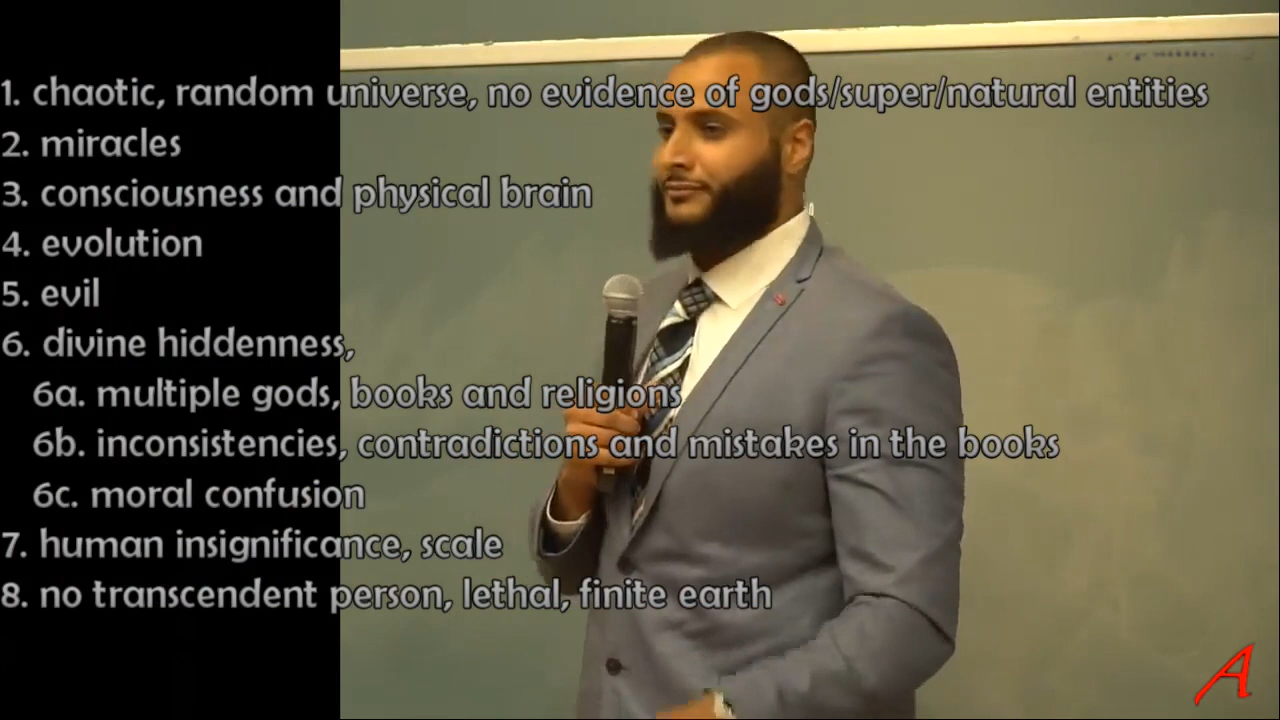 1. chaotic, random universe, no evidence of gods/super/natural entities
2. miracles
3. consciousness and physical brain
4. evolution
5. evil
6. divine hiddenness,
6a. multiple gods, books and religions
6b. inconsistencies, contradictions and mistakes in the books
6c. moral confusion
7. human insignificance, scale
8. no transcendent person, lethal, finite earth
A